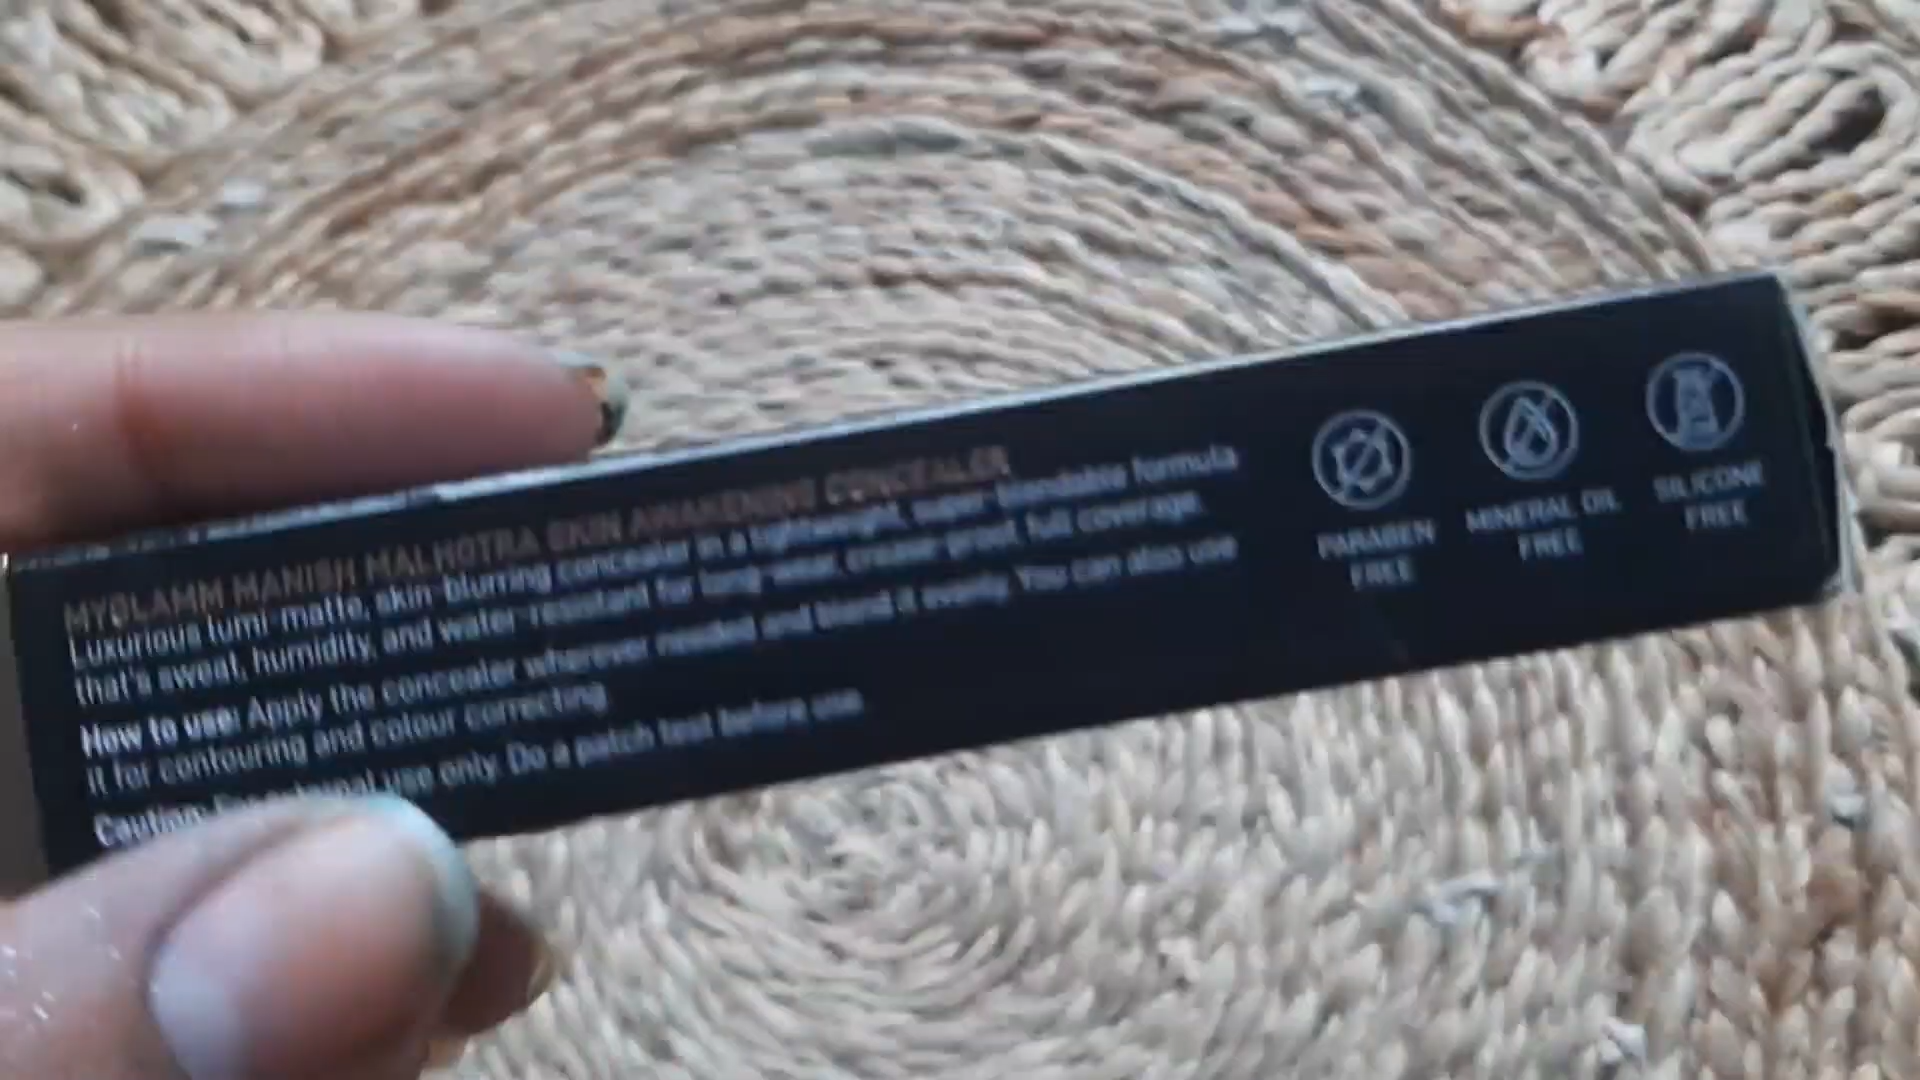 MYGLAMM MANISH MALHOTRA SKIN AWAKENING CONCEALER
Luxurious lumi-matte, skin-blurring concealer in a lightweight, super-blendable formula
that's sweat, humidity, and water-resistant for long-wear, crease-proof, full coverage.
How to use: Apply the concealer wherever needed and blend it evenly. You can also use
it for contouring and colour correcting.
Caution: For external use only. Do a patch test before use.
PARABEN
FREE
MINERAL OIL
FREE
SILICONE
FREE